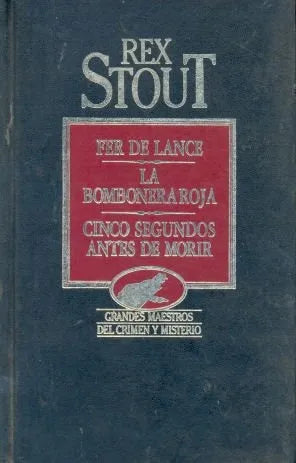 REX
STOUT
FER DE LANCE
LA
BOMBONERA ROJA
CINCO SEGUNDOS
ANTES DE MORIR
GRANDES MAESTROS
DEL CRIMEN Y MISTERIO